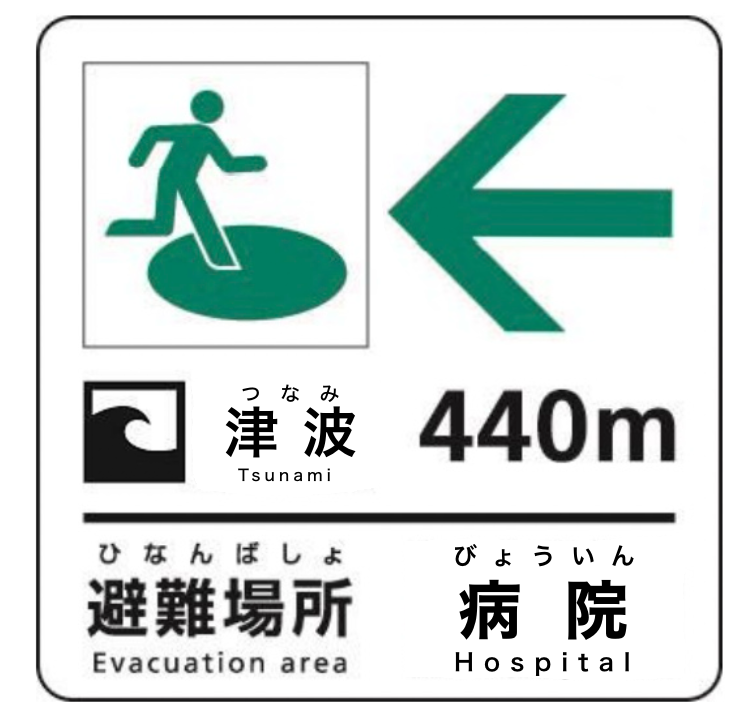 つなみ
津波
Tsunami
440m
ひなんばしょ
避難場所
Evacuation area
びょういん
病院
Hospital